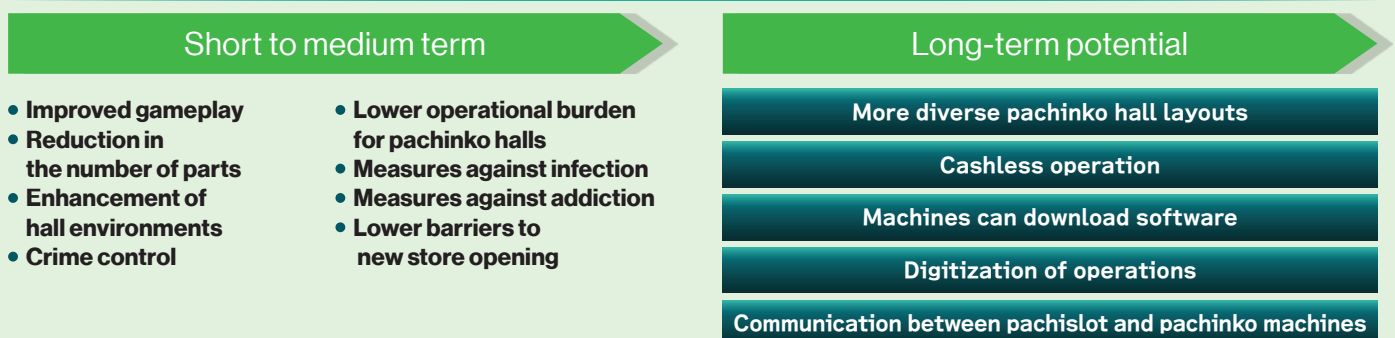 Short to medium term
• Improved gameplay
• Reduction in
the number of parts
• Enhancement of
hall environments
• Crime control
• Lower operational burden
for pachinko halls
• Measures against infection
• Measures against addiction
• Lower barriers to
new store opening
Long-term potential
More diverse pachinko hall layouts
Cashless operation
Machines can download software
Digitization of operations
Communication between pachislot and pachinko machines